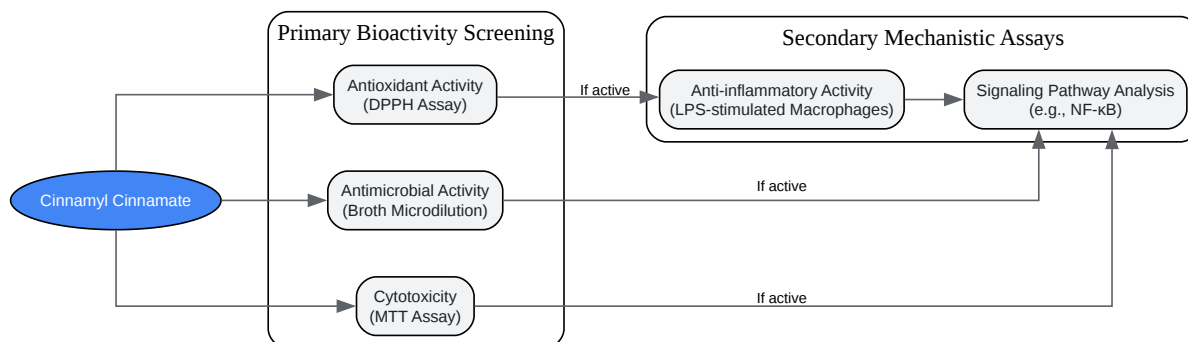 Primary Bioactivity Screening
Secondary Mechanistic Assays
Antioxidant Activity
(DPPH Assay)
If active
Anti-inflammatory Activity
(LPS-stimulated Macrophages)
Signaling Pathway Analysis
(e.g., NF-κB)
Cinnamyl Cinnamate
Antimicrobial Activity
(Broth Microdilution)
If active
Cytotoxicity
(MTT Assay)
If active